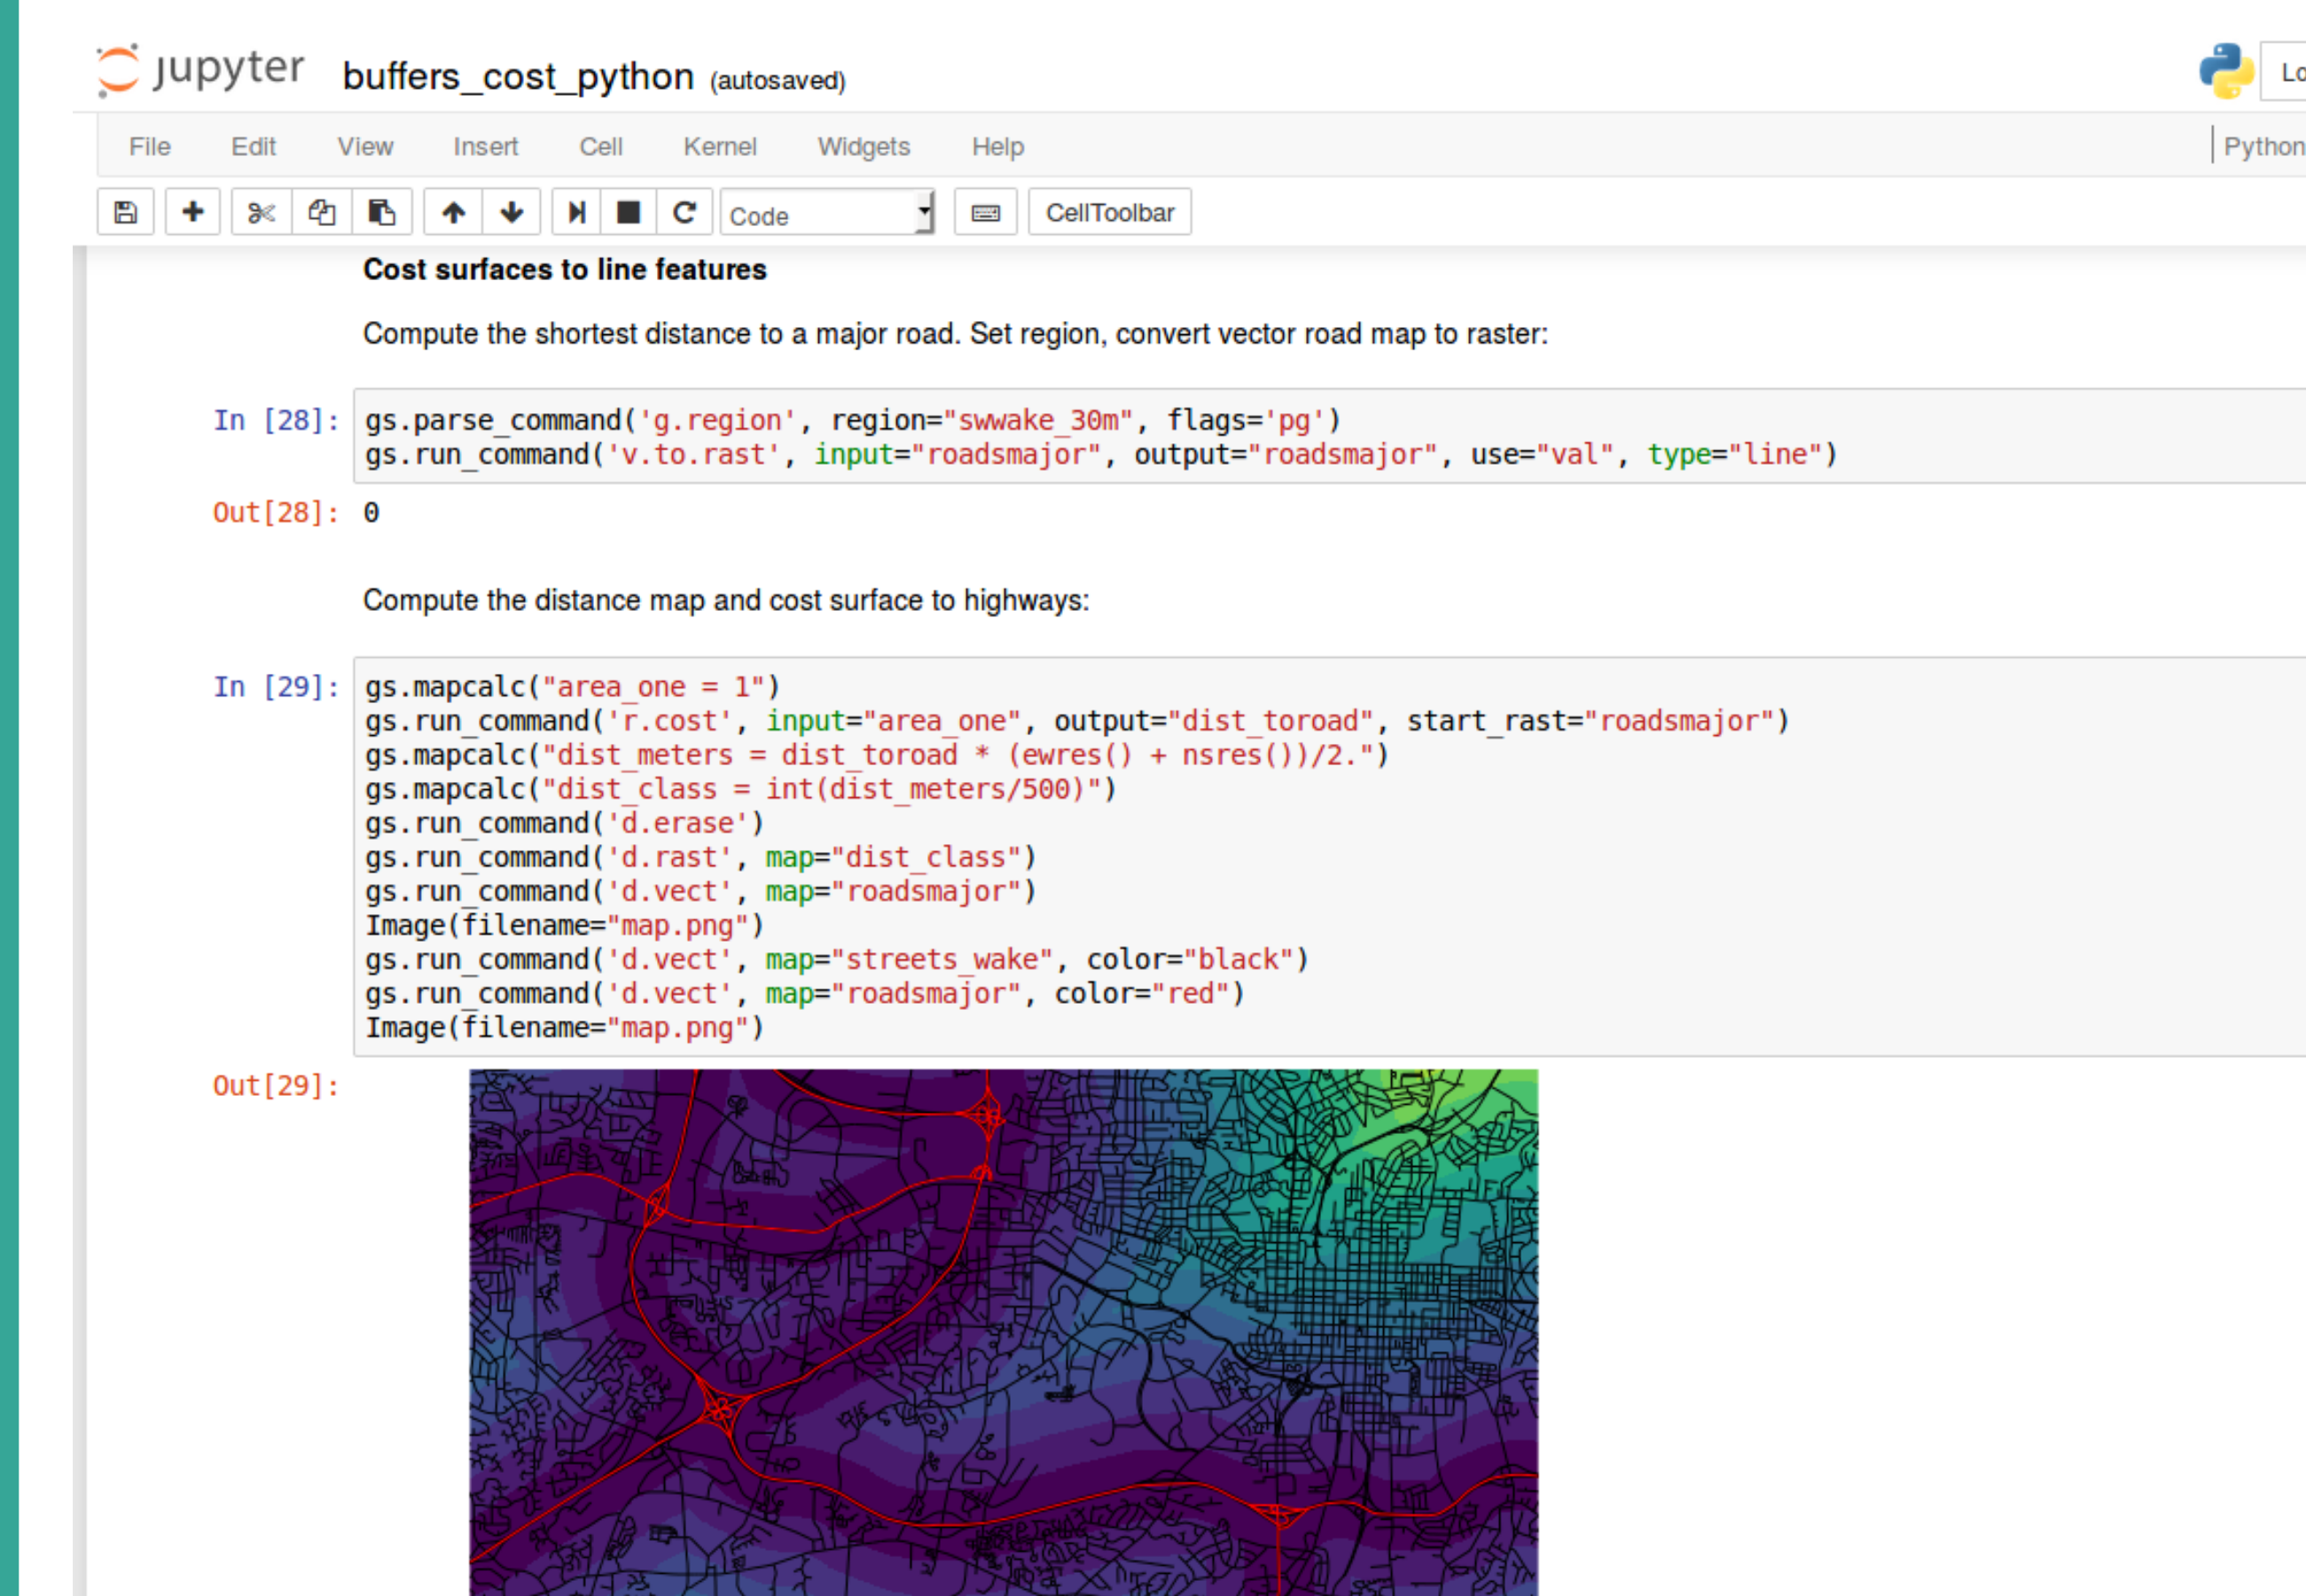 jupyter buffers_cost_python (autosaved) Lo
File Edit View Insert Cell Kernel Widgets Help Python
Code CellToolbar
Cost surfaces to line features
Compute the shortest distance to a major road. Set region, convert vector road map to raster:
In [28]: gs.parse_command('g.region', region="swwake_30m", flags='pg')
gs.run_command('v.to.rast', input="roadsmajor", output="roadsmajor", use="val", type="line")
Out[28]: 0
Compute the distance map and cost surface to highways:
In [29]: gs.mapcalc("area_one = 1")
gs.run_command('r.cost', input="area_one", output="dist_toroad", start_rast="roadsmajor")
gs.mapcalc("dist_meters = dist_toroad * (ewres() + nsres())/2.")
gs.mapcalc("dist_class = int(dist_meters/500)")
gs.run_command('d.erase')
gs.run_command('d.rast', map="dist_class")
gs.run_command('d.vect', map="roadsmajor")
Image(filename="map.png")
gs.run_command('d.vect', map="streets_wake", color="black")
gs.run_command('d.vect', map="roadsmajor", color="red")
Image(filename="map.png")
Out[29]: